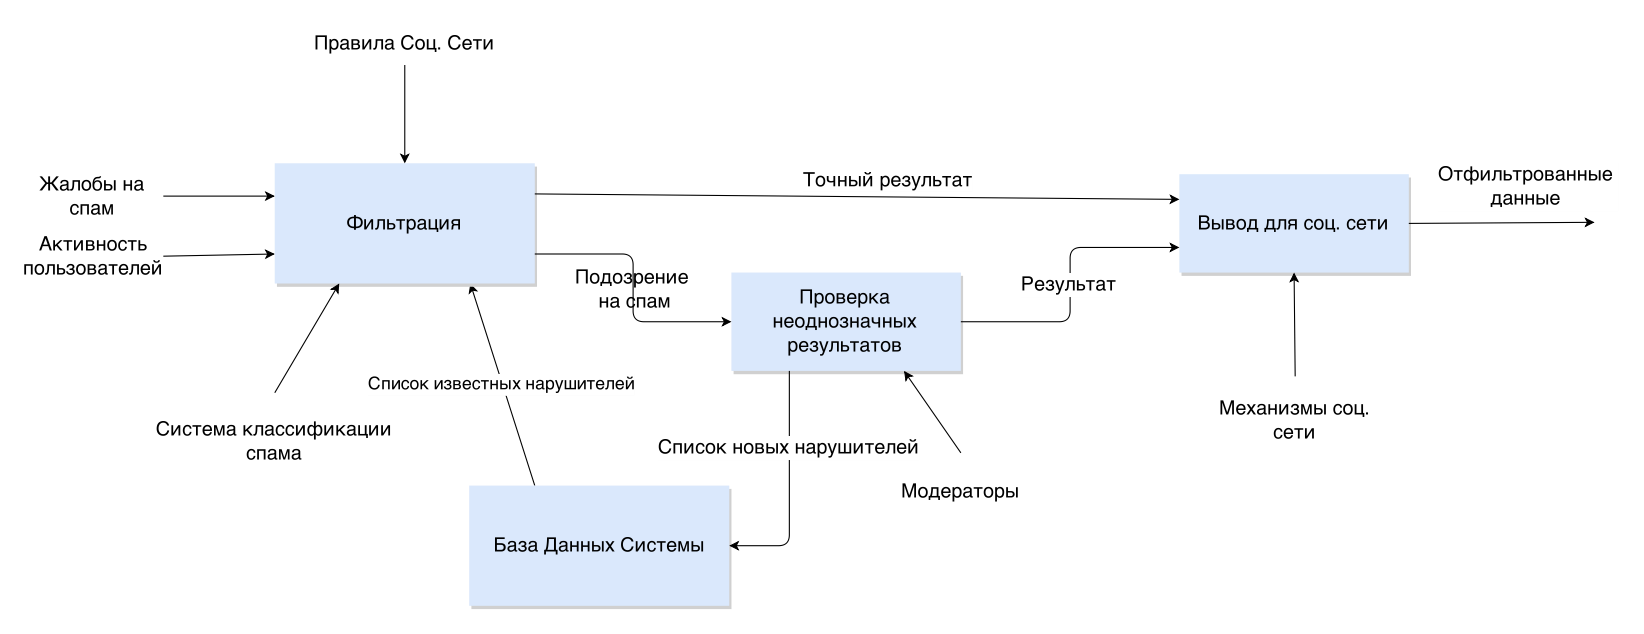 Правила Соц. Сети
Жалобы на
спам
Активность
пользователей
Фильтрация
Точный результат
Вывод для соц. сети
Отфильтрованные
данные
Подозрение
на спам
Проверка
неоднозначных
результатов
Результат
Список известных нарушителей
Система классификации
спама
Список новых нарушителей
Модераторы
Механизмы соц.
сети
База Данных Системы